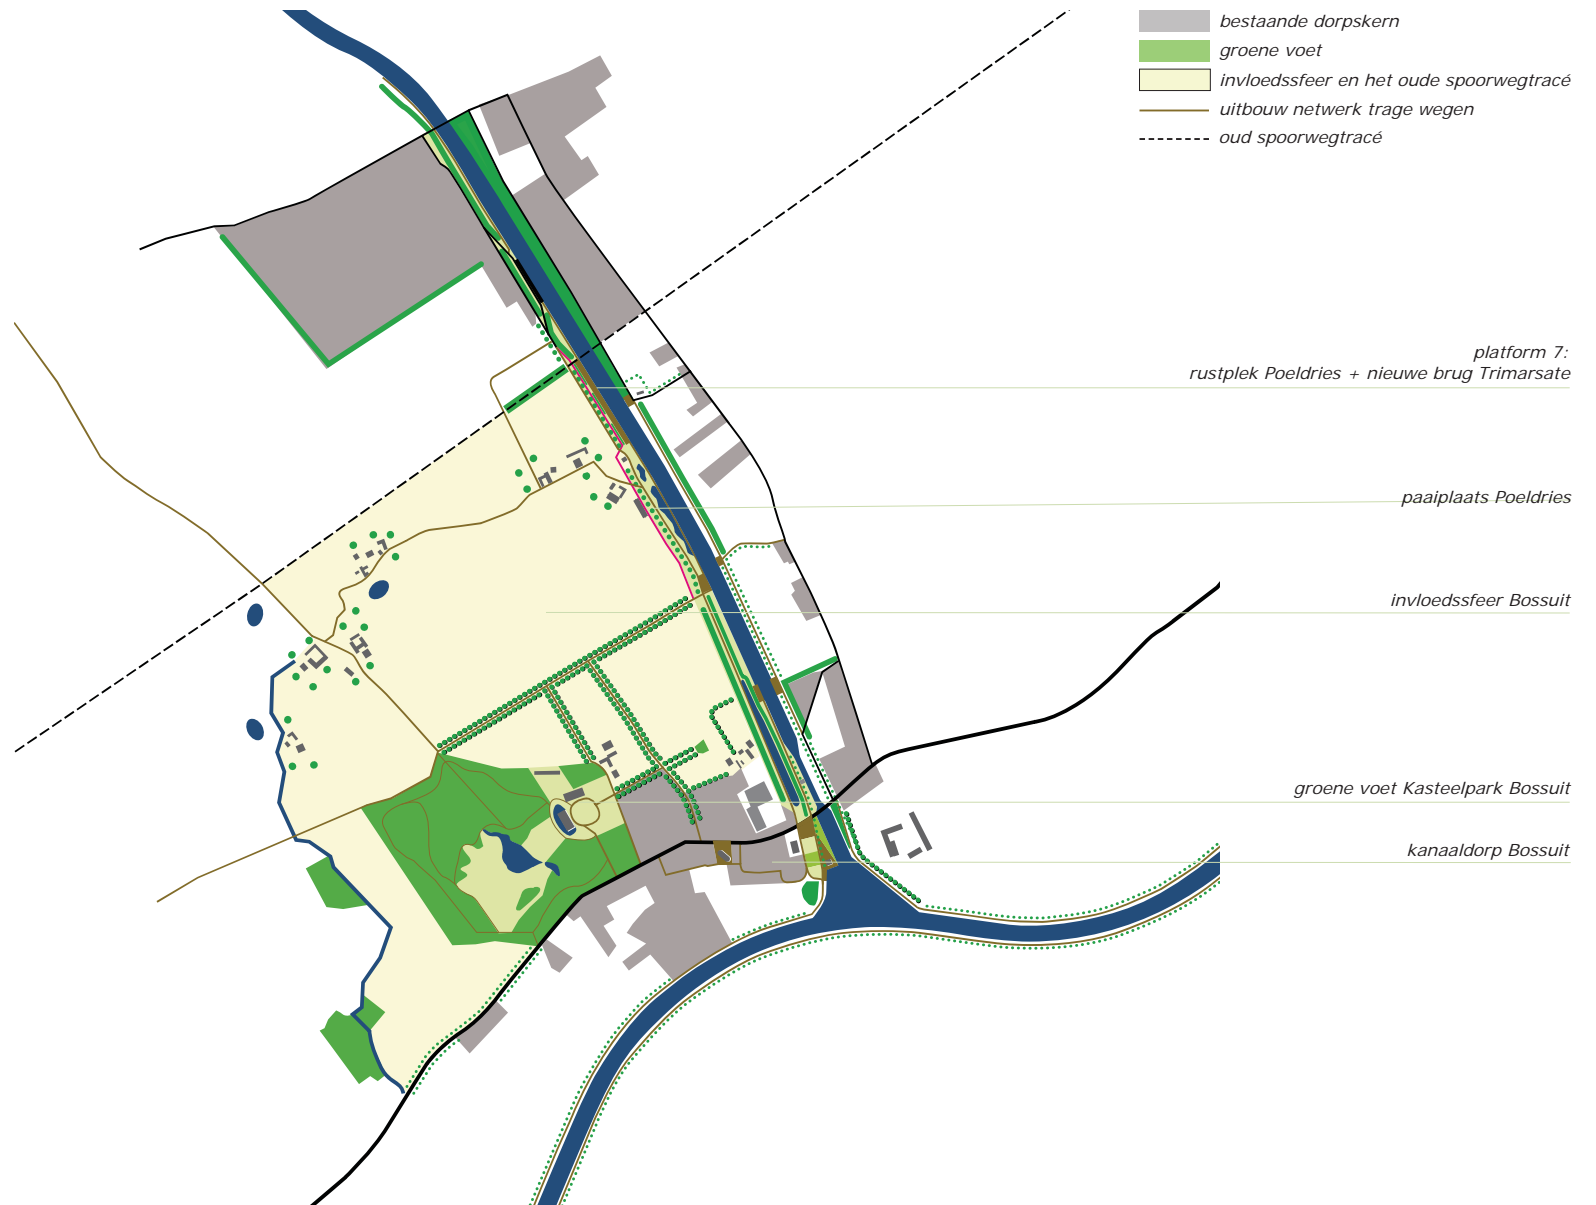 bestaande dorpskern
groene voet
invloedssfeer en het oude spoorwegtracé
uitbouw netwerk trage wegen
oud spoorwegtracé
platform 7:
rustplek Poeldries + nieuwe brug Trimarsate
paaiplaats Poeldries
invloedssfeer Bossuit
groene voet Kasteelpark Bossuit
kanaaldorp Bossuit